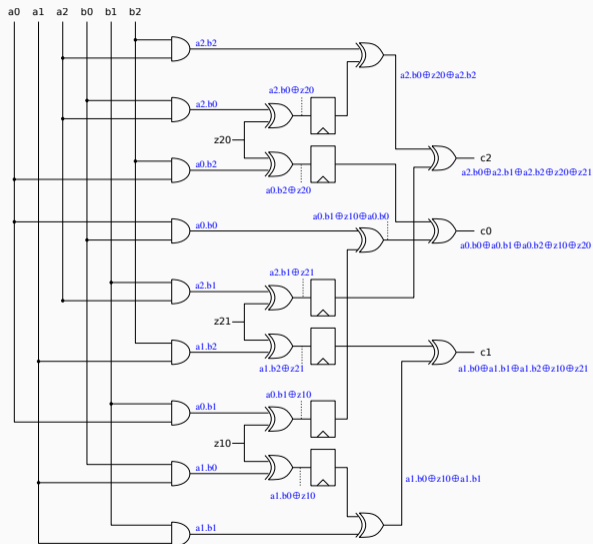 a0 a1 a2 b0 b1 b2
a2.b2
a2.b0⊕z20⊕a2.b2
a2.b0⊕z20
a2.b0
z20
c2
a0.b2
a2.b0⊕a2.b1⊕a2.b2⊕z20⊕z21
a0.b2⊕z20
a0.b1⊕z10⊕a0.b0
a0.b0
c0
a0.b0⊕a0.b1⊕a0.b2⊕z10⊕z20
a2.b1⊕z21
a2.b1
z21
a1.b2
c1
a1.b2⊕z21
a1.b0⊕a1.b1⊕a1.b2⊕z10⊕z21
a0.b1⊕z10
a0.b1
z10
a1.b0
a1.b0⊕z10⊕a1.b1
a1.b0⊕z10
a1.b1